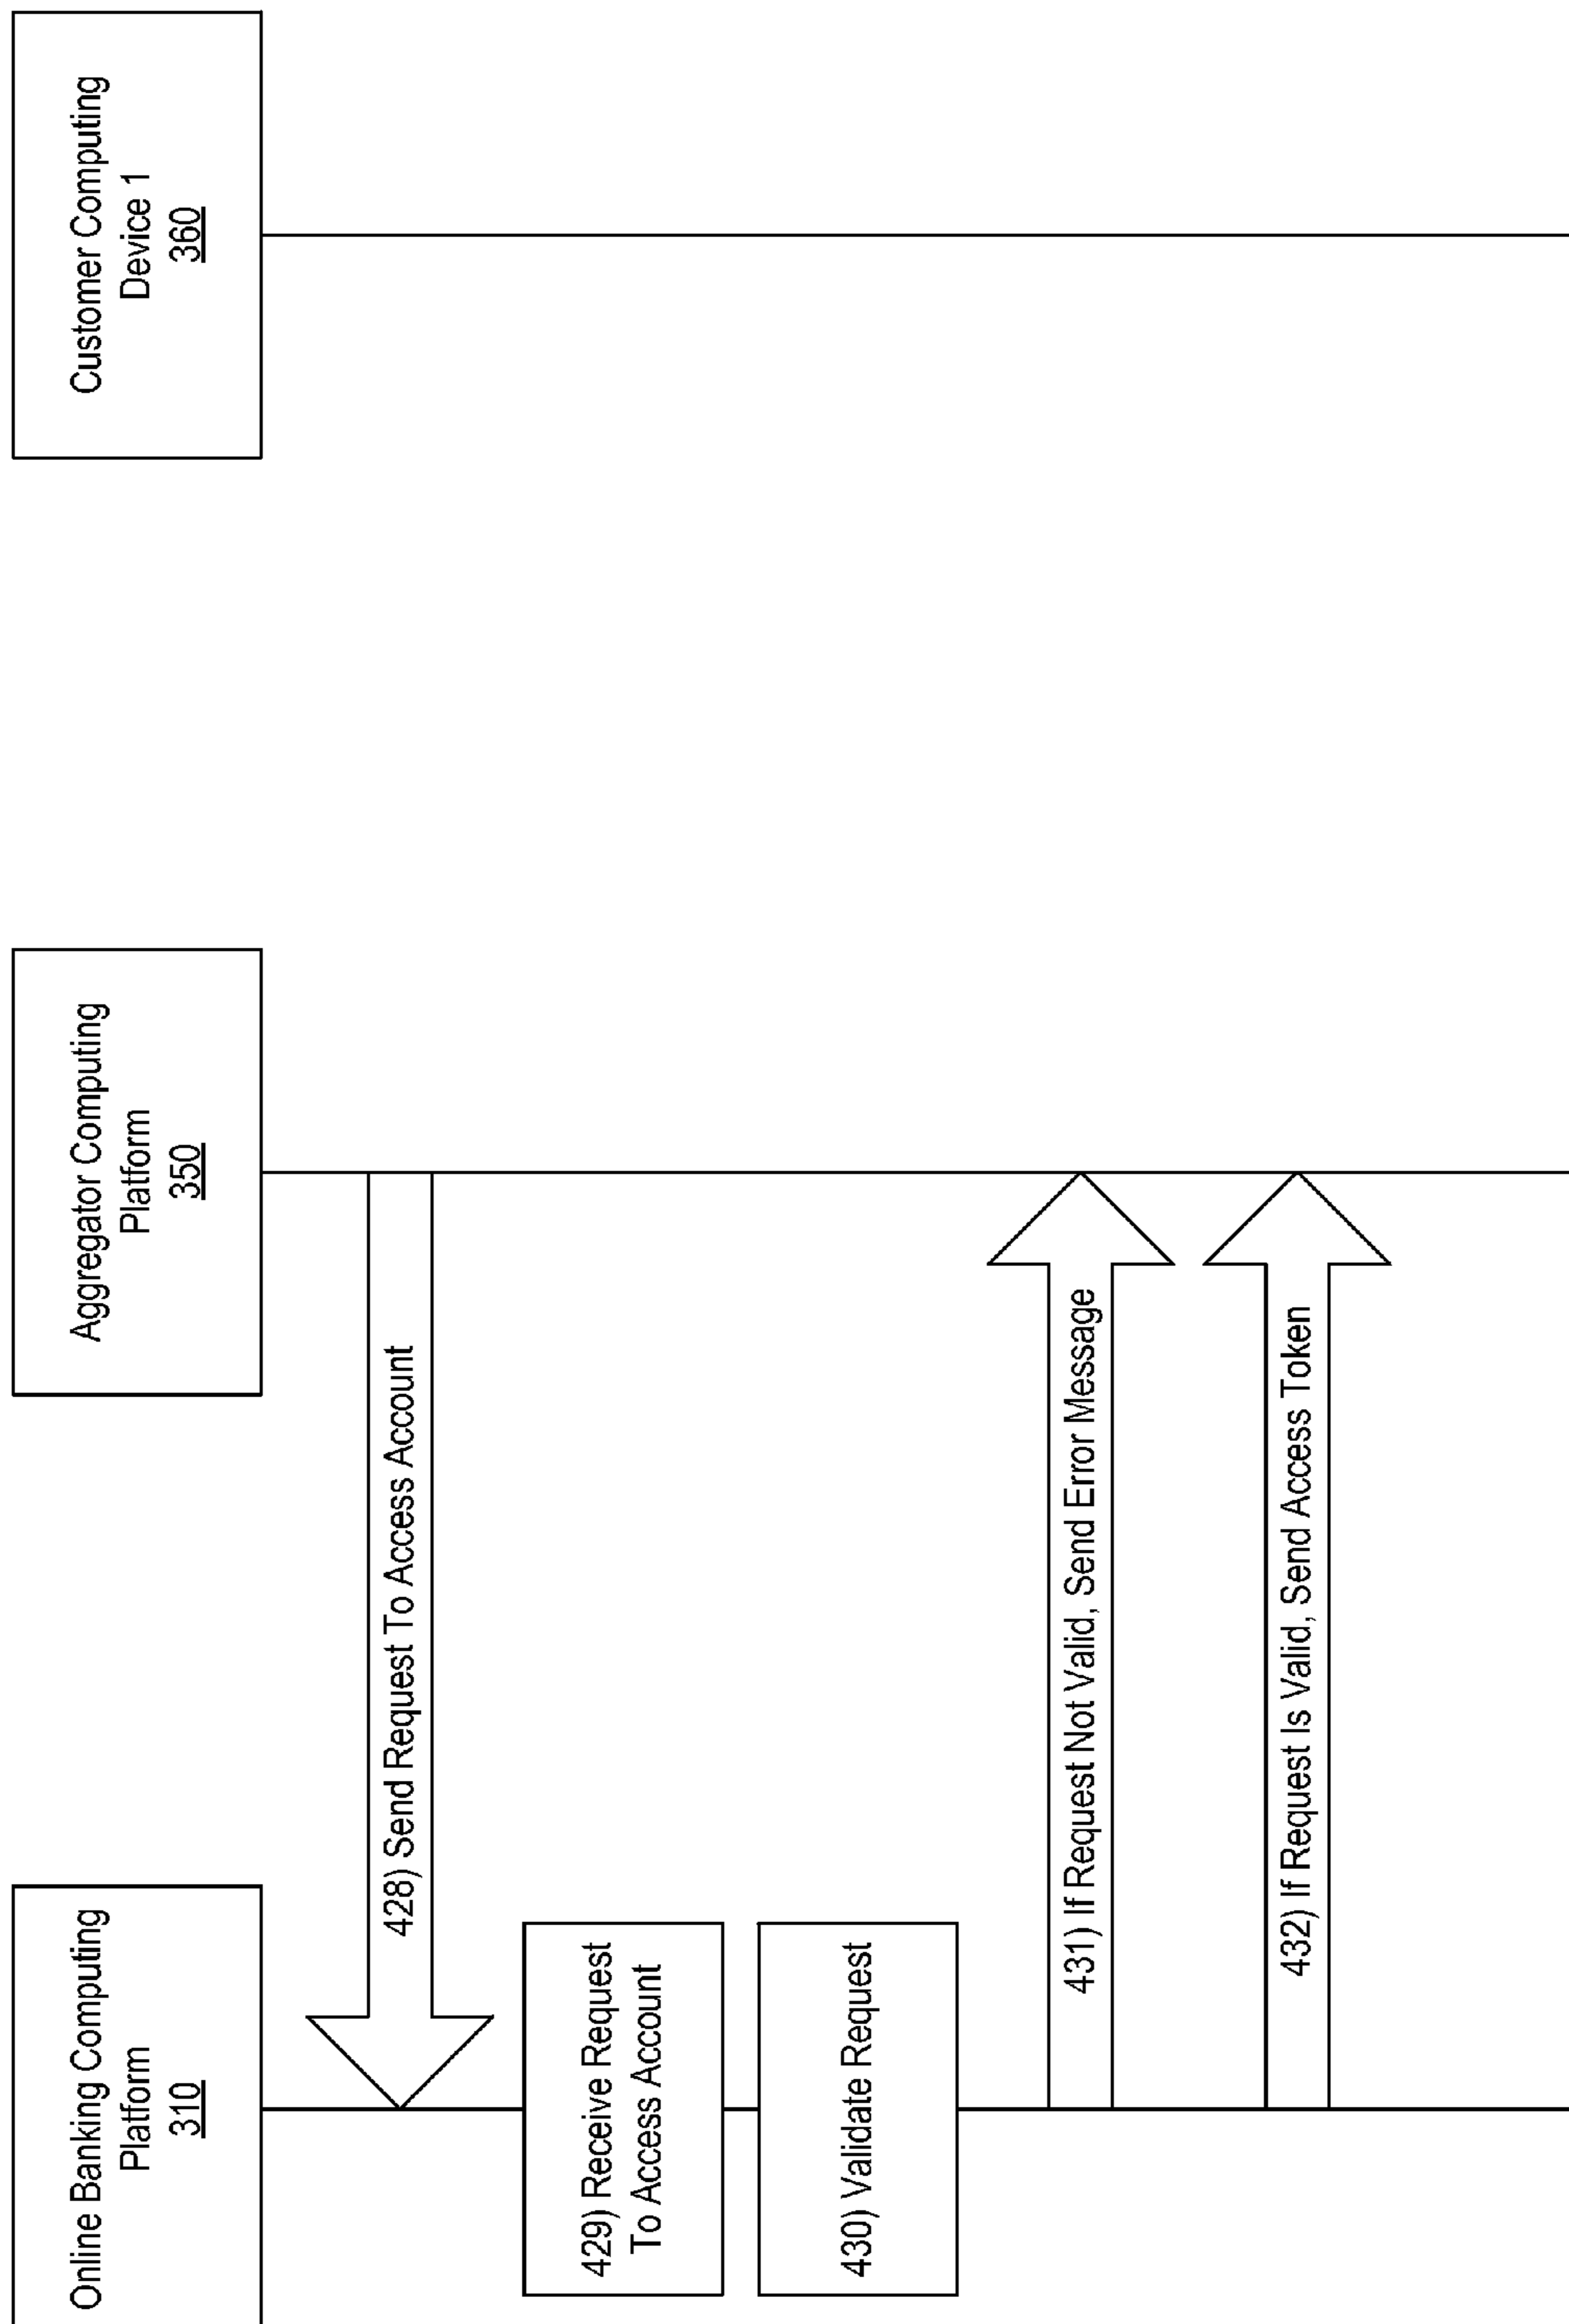 Online Banking Computing
Platform
310
Aggregator Computing
Platform
350
Customer Computing
Device 1
360
428) Send Request To Access Account
429) Receive Request
To Access Account
430) Validate Request
431) If Request Not Valid, Send Error Message
432) If Request Is Valid, Send Access Token